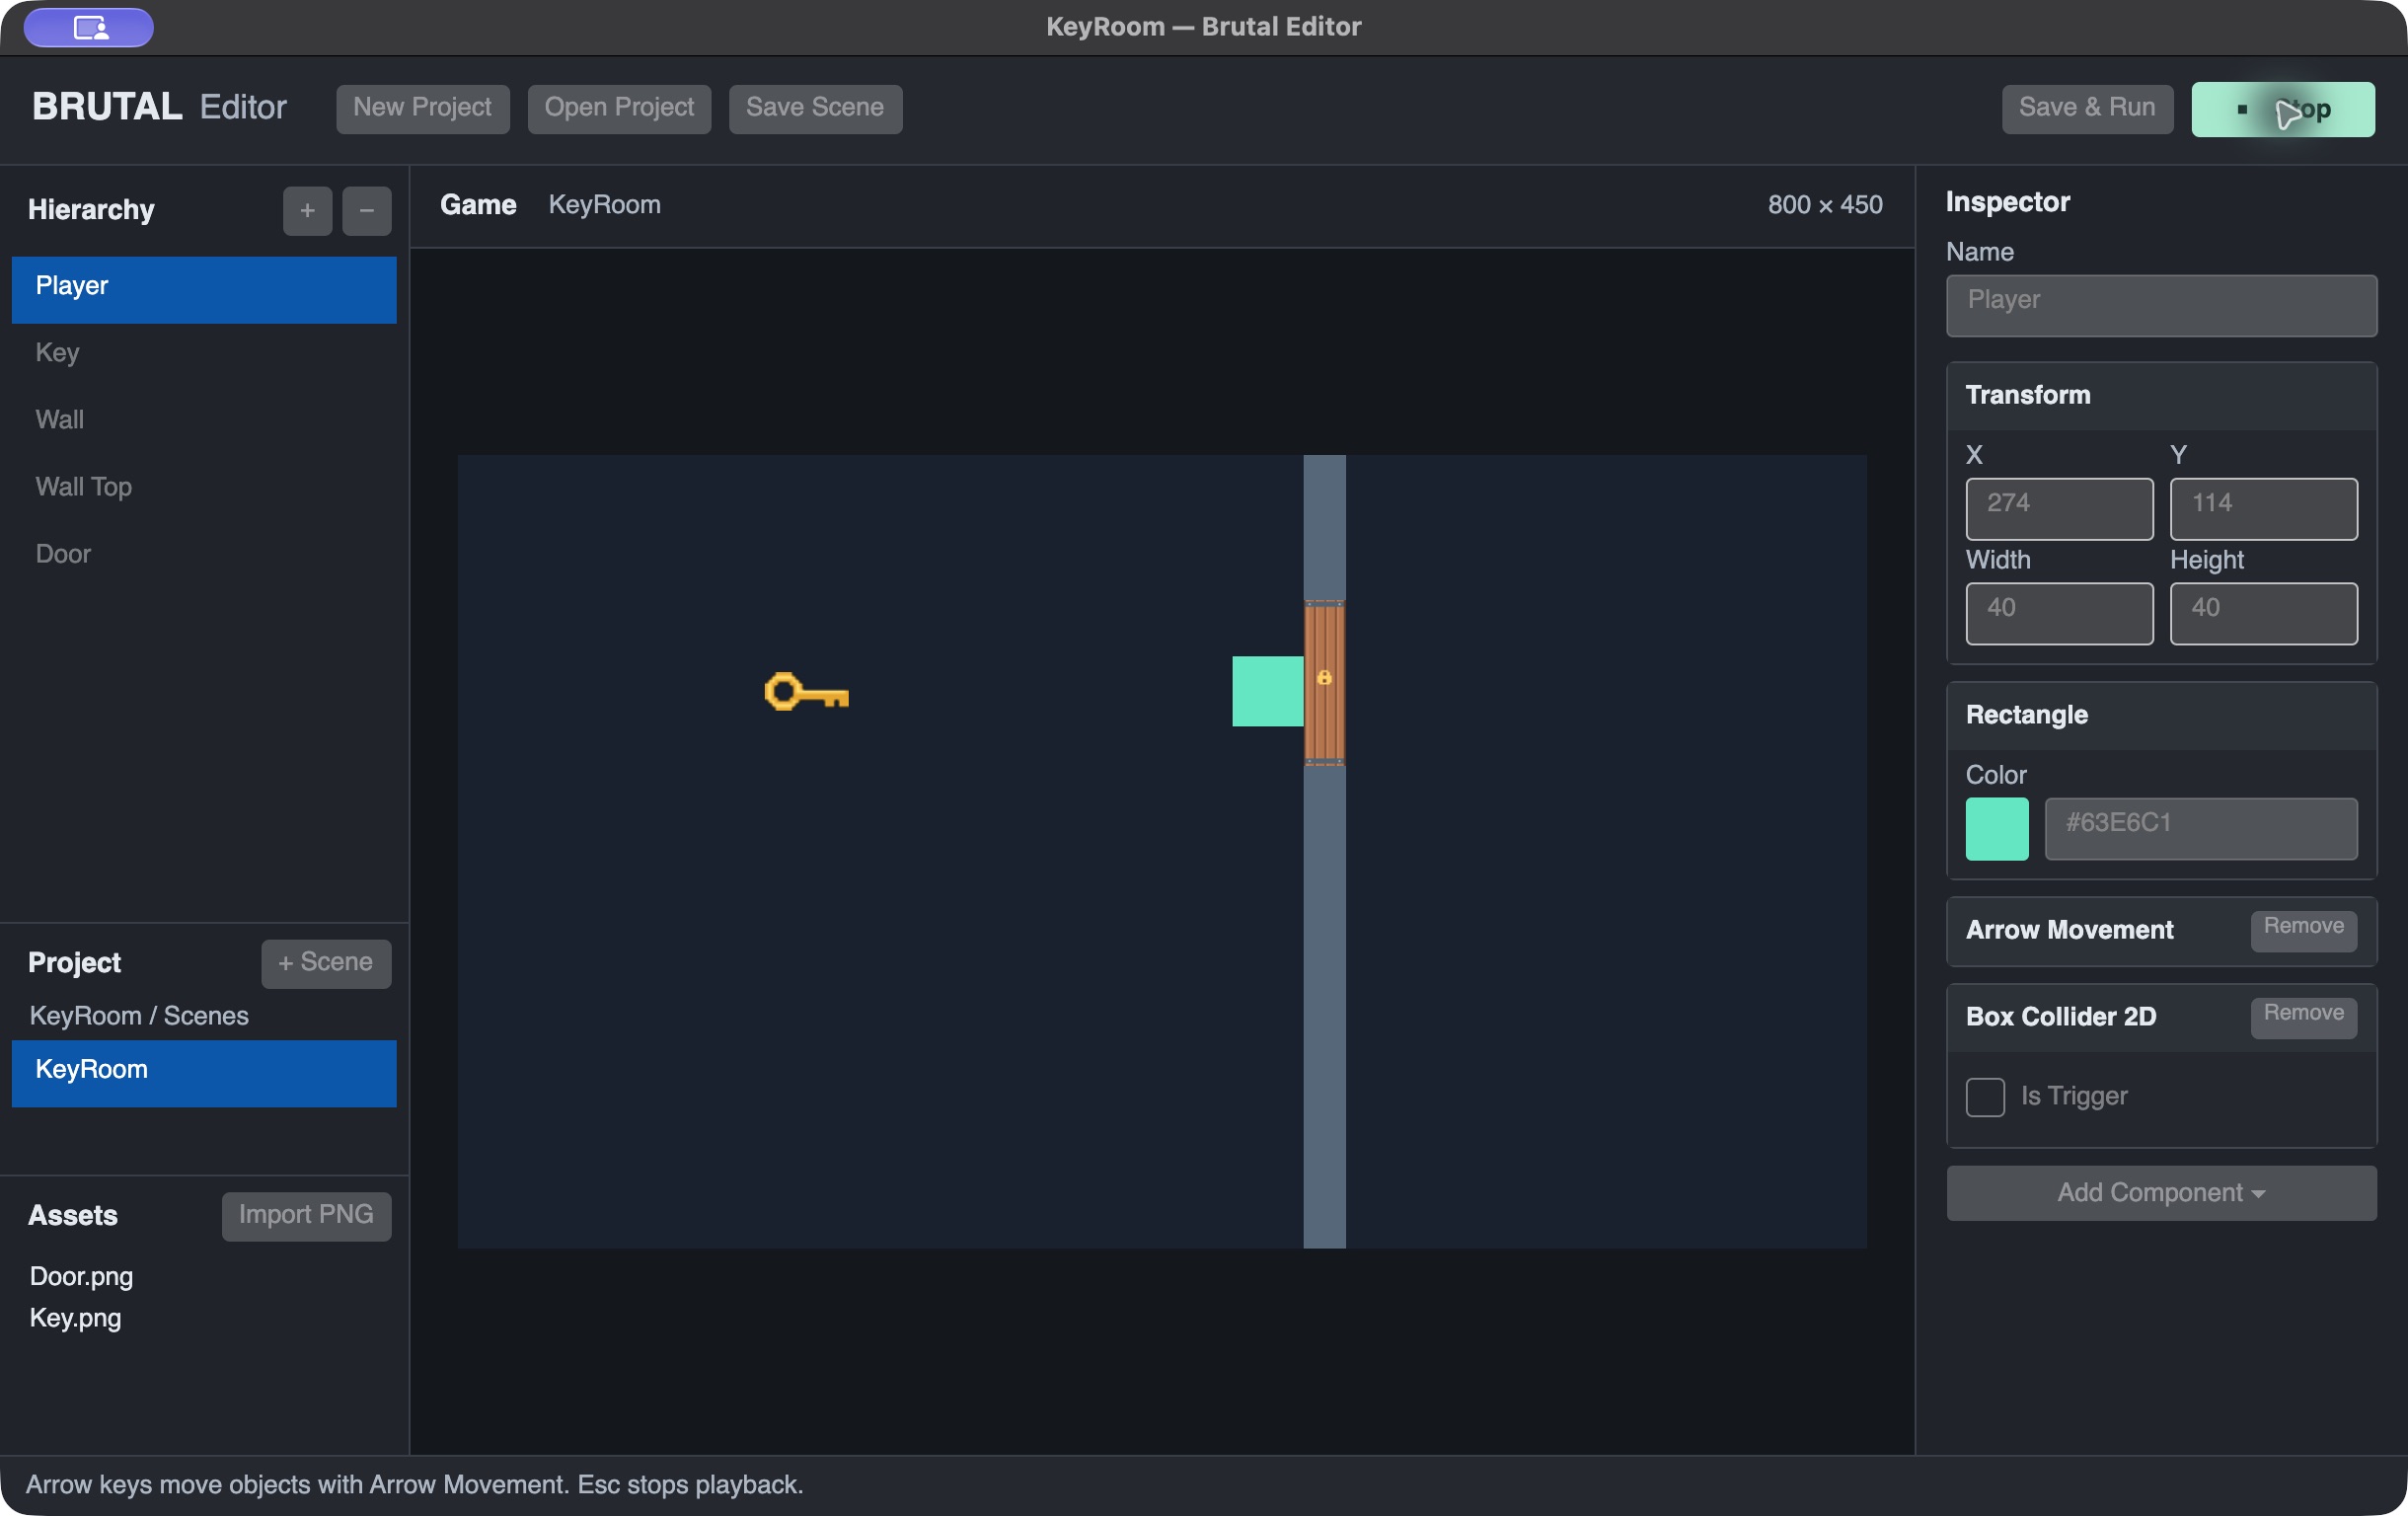 KeyRoom — Brutal Editor
BRUTAL Editor
New Project
Open Project
Save Scene
Save & Run
Hierarchy
+
−
Player
Key
Wall
Wall Top
Door
Project
+ Scene
KeyRoom / Scenes
KeyRoom
Assets
Import PNG
Door.png
Key.png
Game KeyRoom
800 × 450
Inspector
Name
Player
Transform
X Y
274 114
Width Height
40 40
Rectangle
Color
#63E6C1
Arrow Movement
Remove
Box Collider 2D
Remove
Is Trigger
Add Component
Arrow keys move objects with Arrow Movement. Esc stops playback.